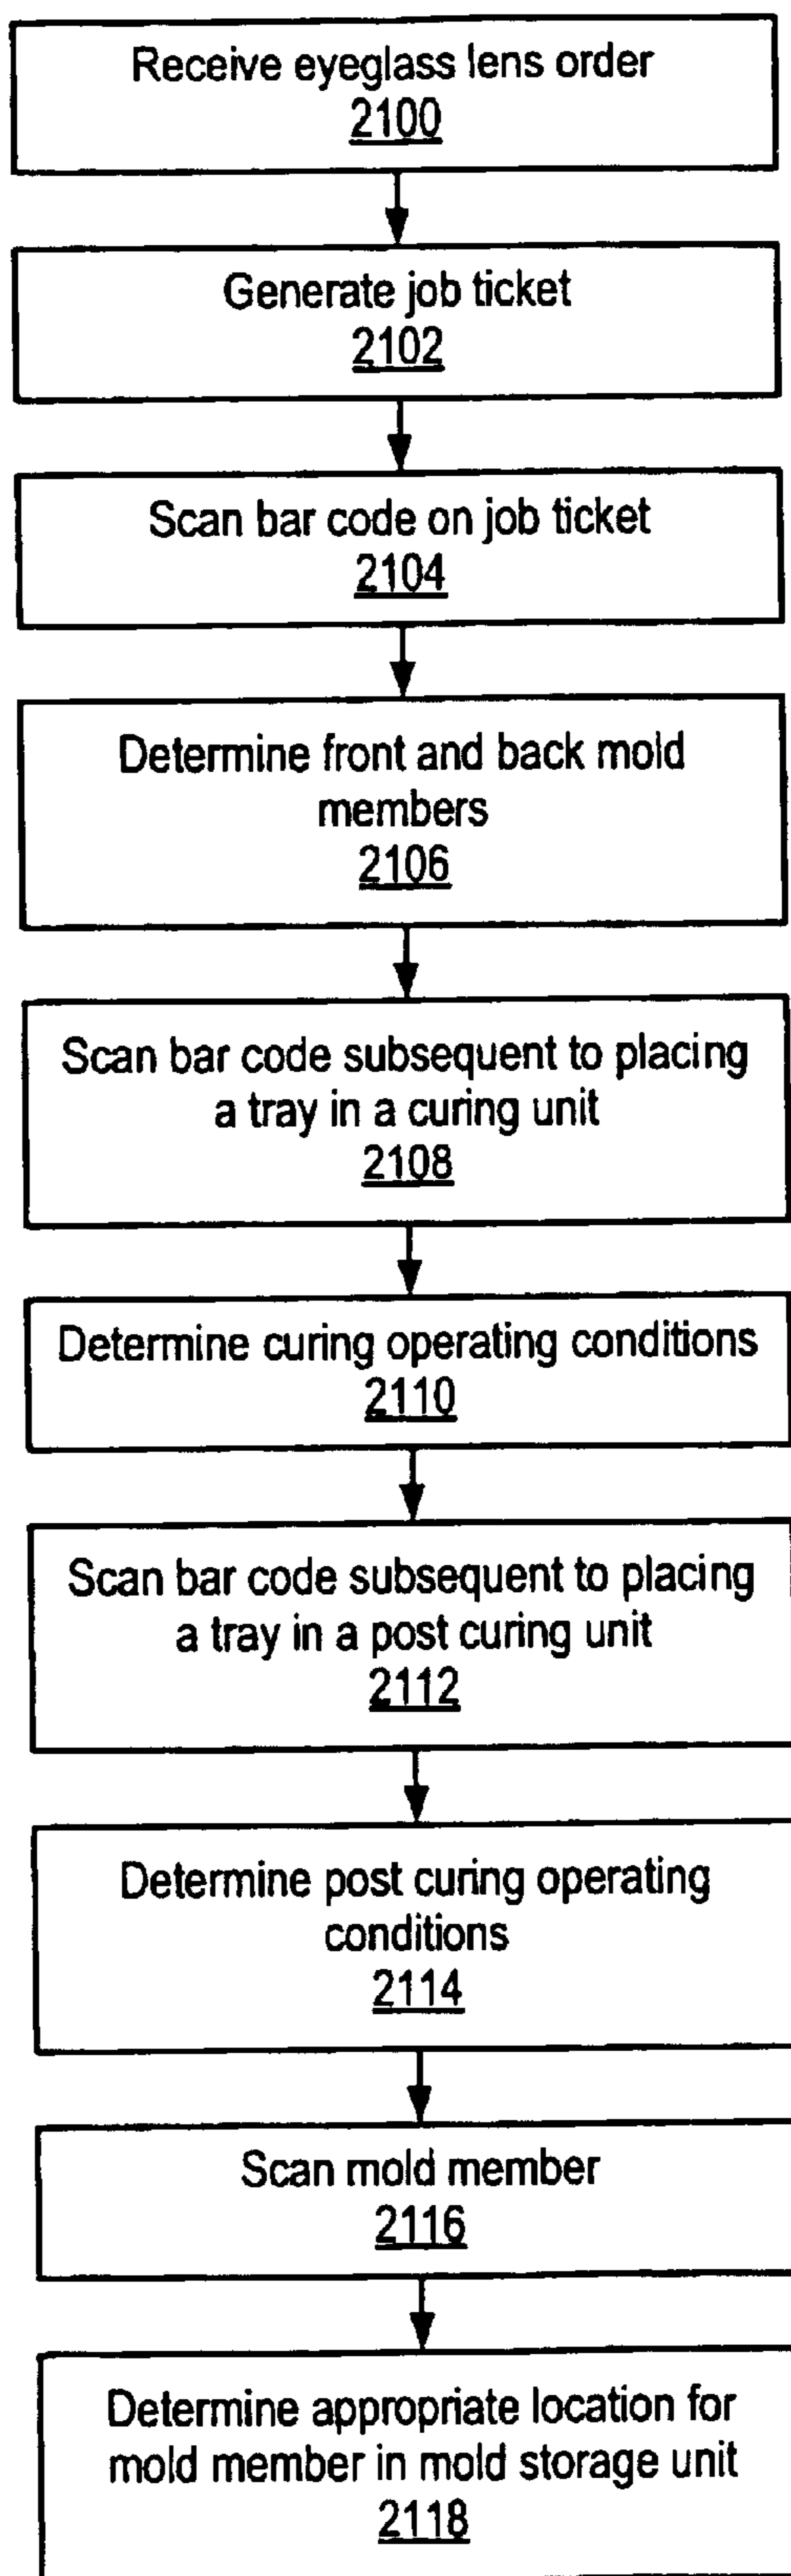 Receive eyeglass lens order
2100
Generate job ticket
2102
Scan bar code on job ticket
2104
Determine front and back mold
members
2106
Scan bar code subsequent to placing
a tray in a curing unit
2108
Determine curing operating conditions
2110
Scan bar code subsequent to placing
a tray in a post curing unit
2112
Determine post curing operating
conditions
2114
Scan mold member
2116
Determine appropriate location for
mold member in mold storage unit
2118